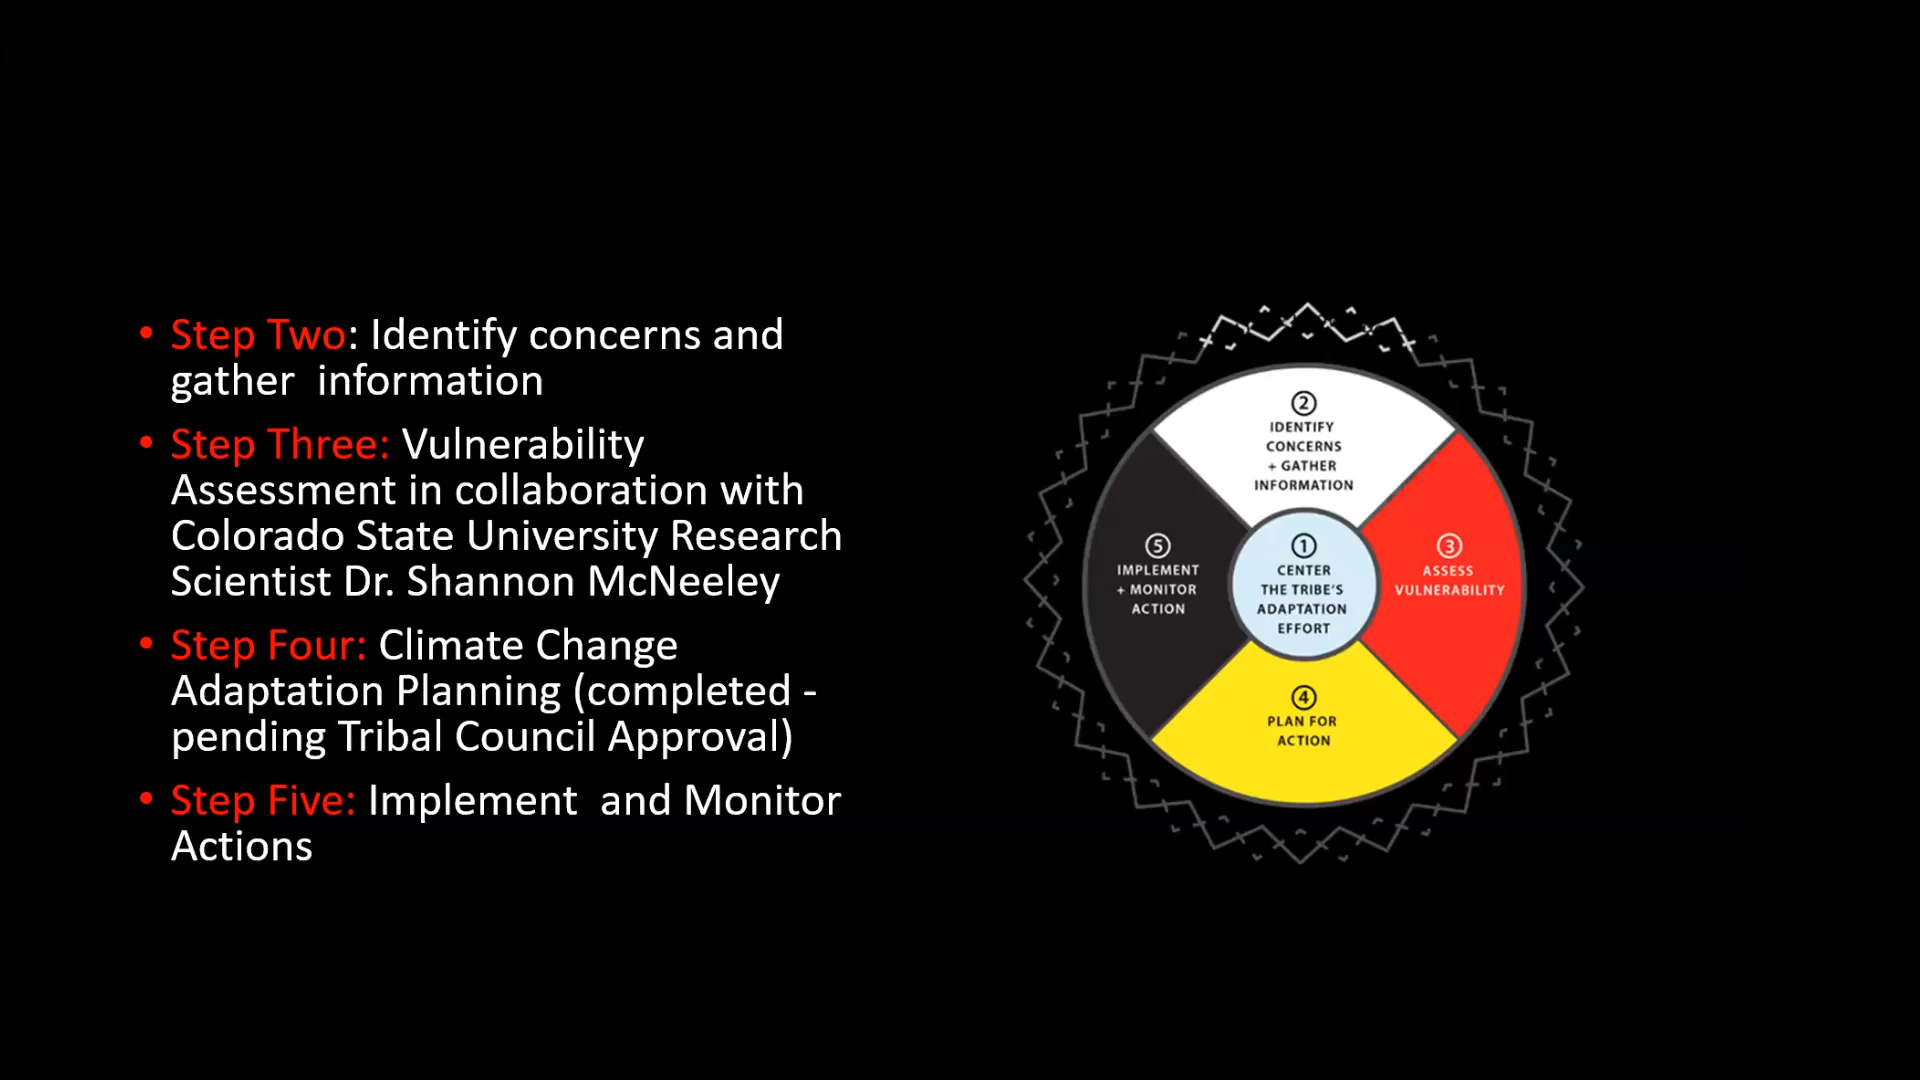 • Step Two: Identify concerns and
gather  information
• Step Three: Vulnerability
Assessment in collaboration with
Colorado State University Research
Scientist Dr. Shannon McNeeley
• Step Four: Climate Change
Adaptation Planning (completed -
pending Tribal Council Approval)
• Step Five: Implement  and Monitor
Actions
②
IDENTIFY
CONCERNS
+ GATHER
INFORMATION
①
CENTER
THE TRIBE'S
ADAPTATION
EFFORT
③
ASSESS
VULNERABILITY
④
PLAN FOR
ACTION
⑤
IMPLEMENT
+ MONITOR
ACTION